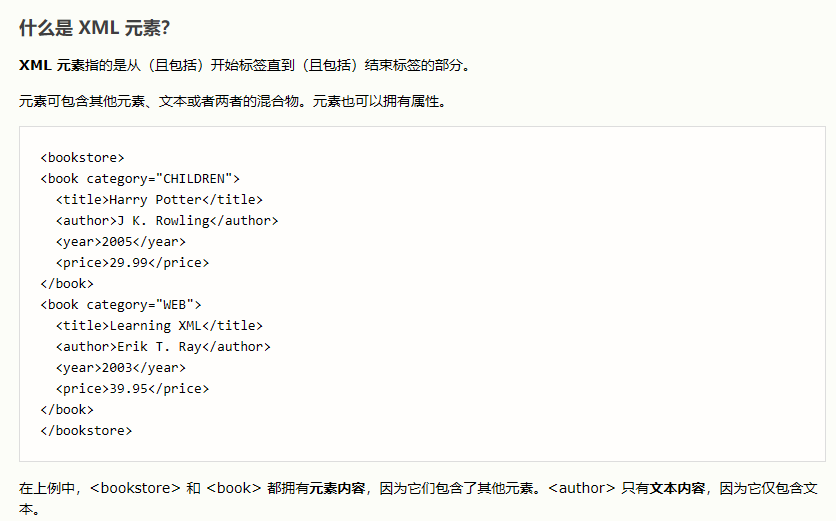 什么是 XML 元素?
XML 元素指的是从（且包括）开始标签直到（且包括）结束标签的部分。
元素可包含其他元素、文本或者两者的混合物。元素也可以拥有属性。
<bookstore>
<book category="CHILDREN">
  <title>Harry Potter</title>
  <author>J K. Rowling</author>
  <year>2005</year>
  <price>29.99</price>
</book>
<book category="WEB">
  <title>Learning XML</title>
  <author>Erik T. Ray</author>
  <year>2003</year>
  <price>39.95</price>
</book>
</bookstore>
在上例中，<bookstore> 和 <book> 都拥有元素内容，因为它们包含了其他元素。<author> 只有文本内容，因为它仅包含文
本。